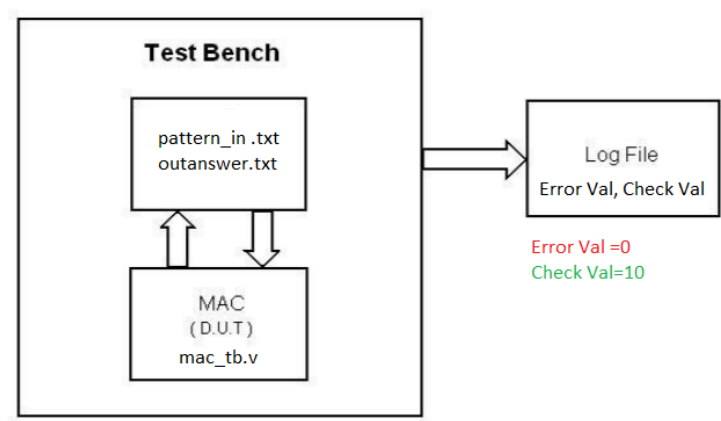 Test Bench
pattern_in .txt
outanswer.txt
MAC
( D.U.T )
mac_tb.v
Log File
Error Val, Check Val
Error Val =0
Check Val=10